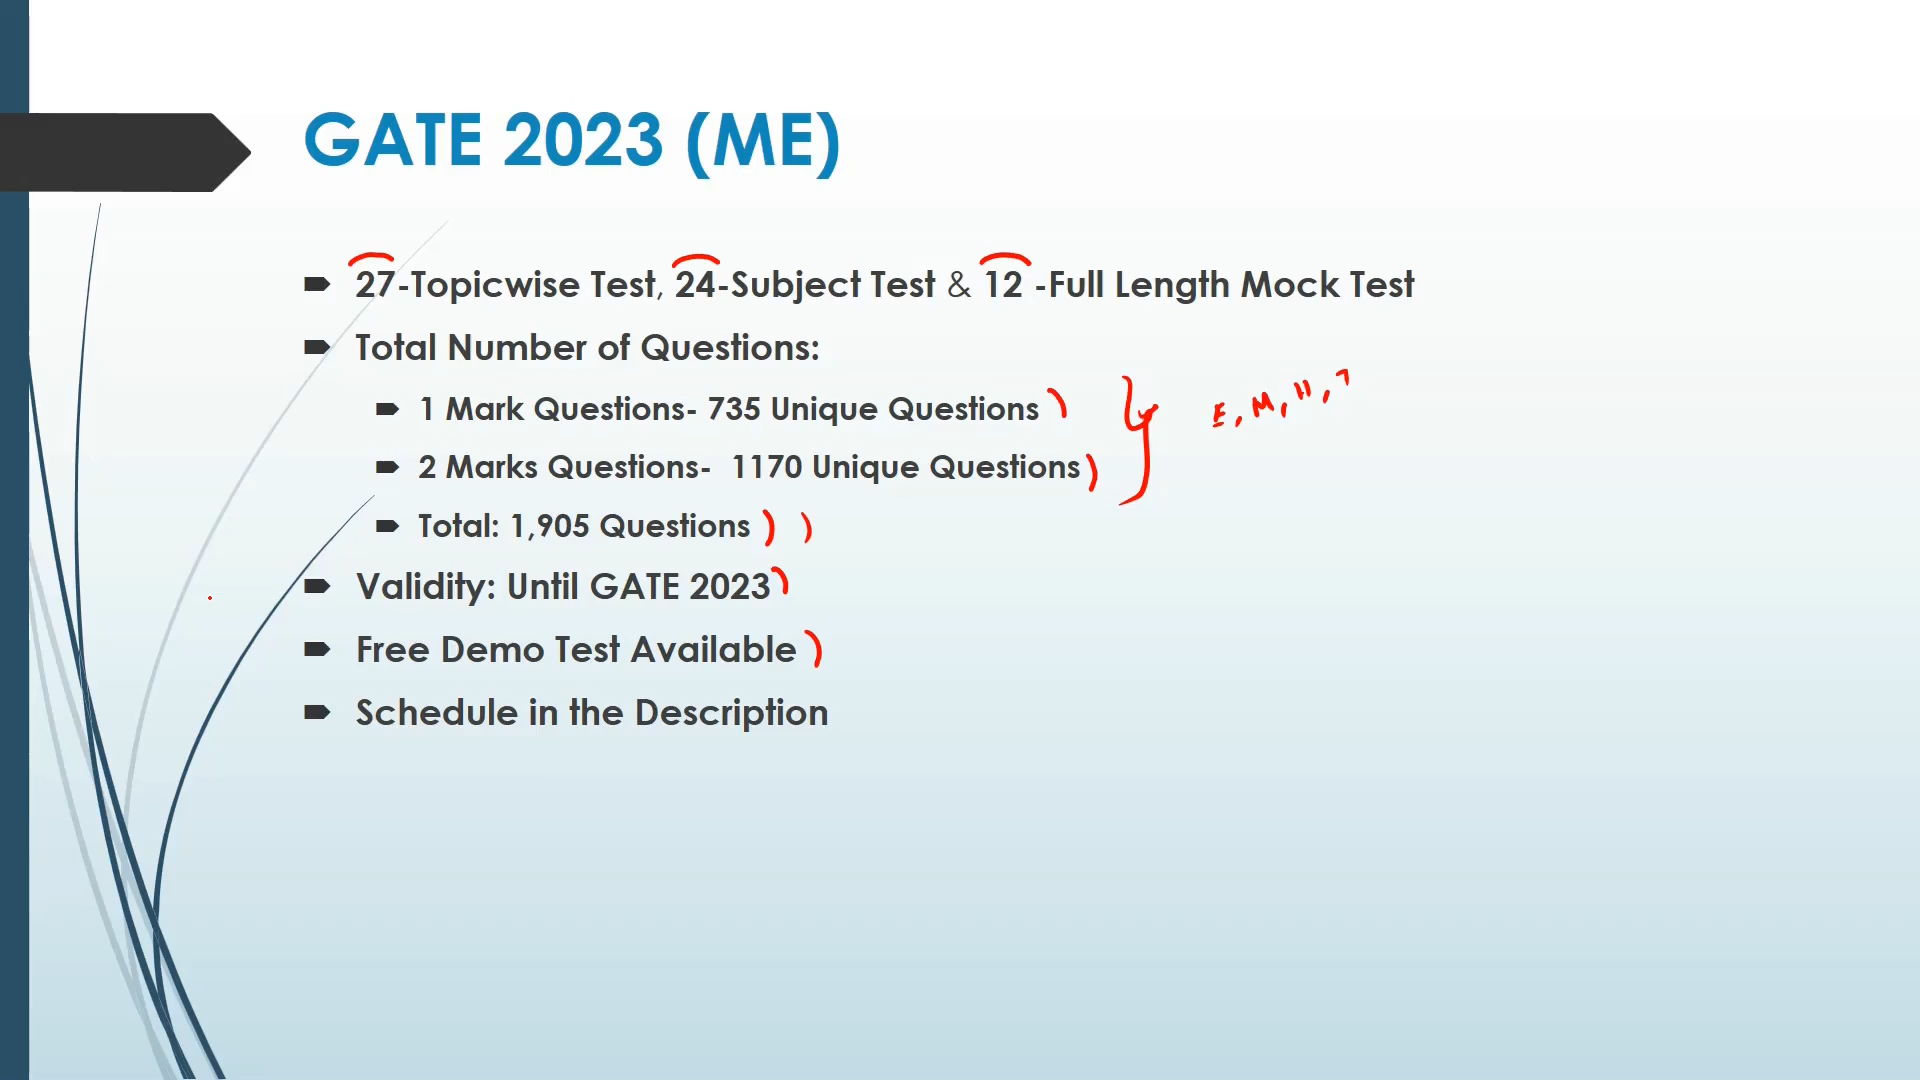 GATE 2023 (ME)
27-Topicwise Test, 24-Subject Test & 12 -Full Length Mock Test
Total Number of Questions:
1 Mark Questions- 735 Unique Questions
E, M,
2 Marks Questions- 1170 Unique Questions
Total: 1,905 Questions
Validity: Until GATE 2023
Free Demo Test Available
Schedule in the Description